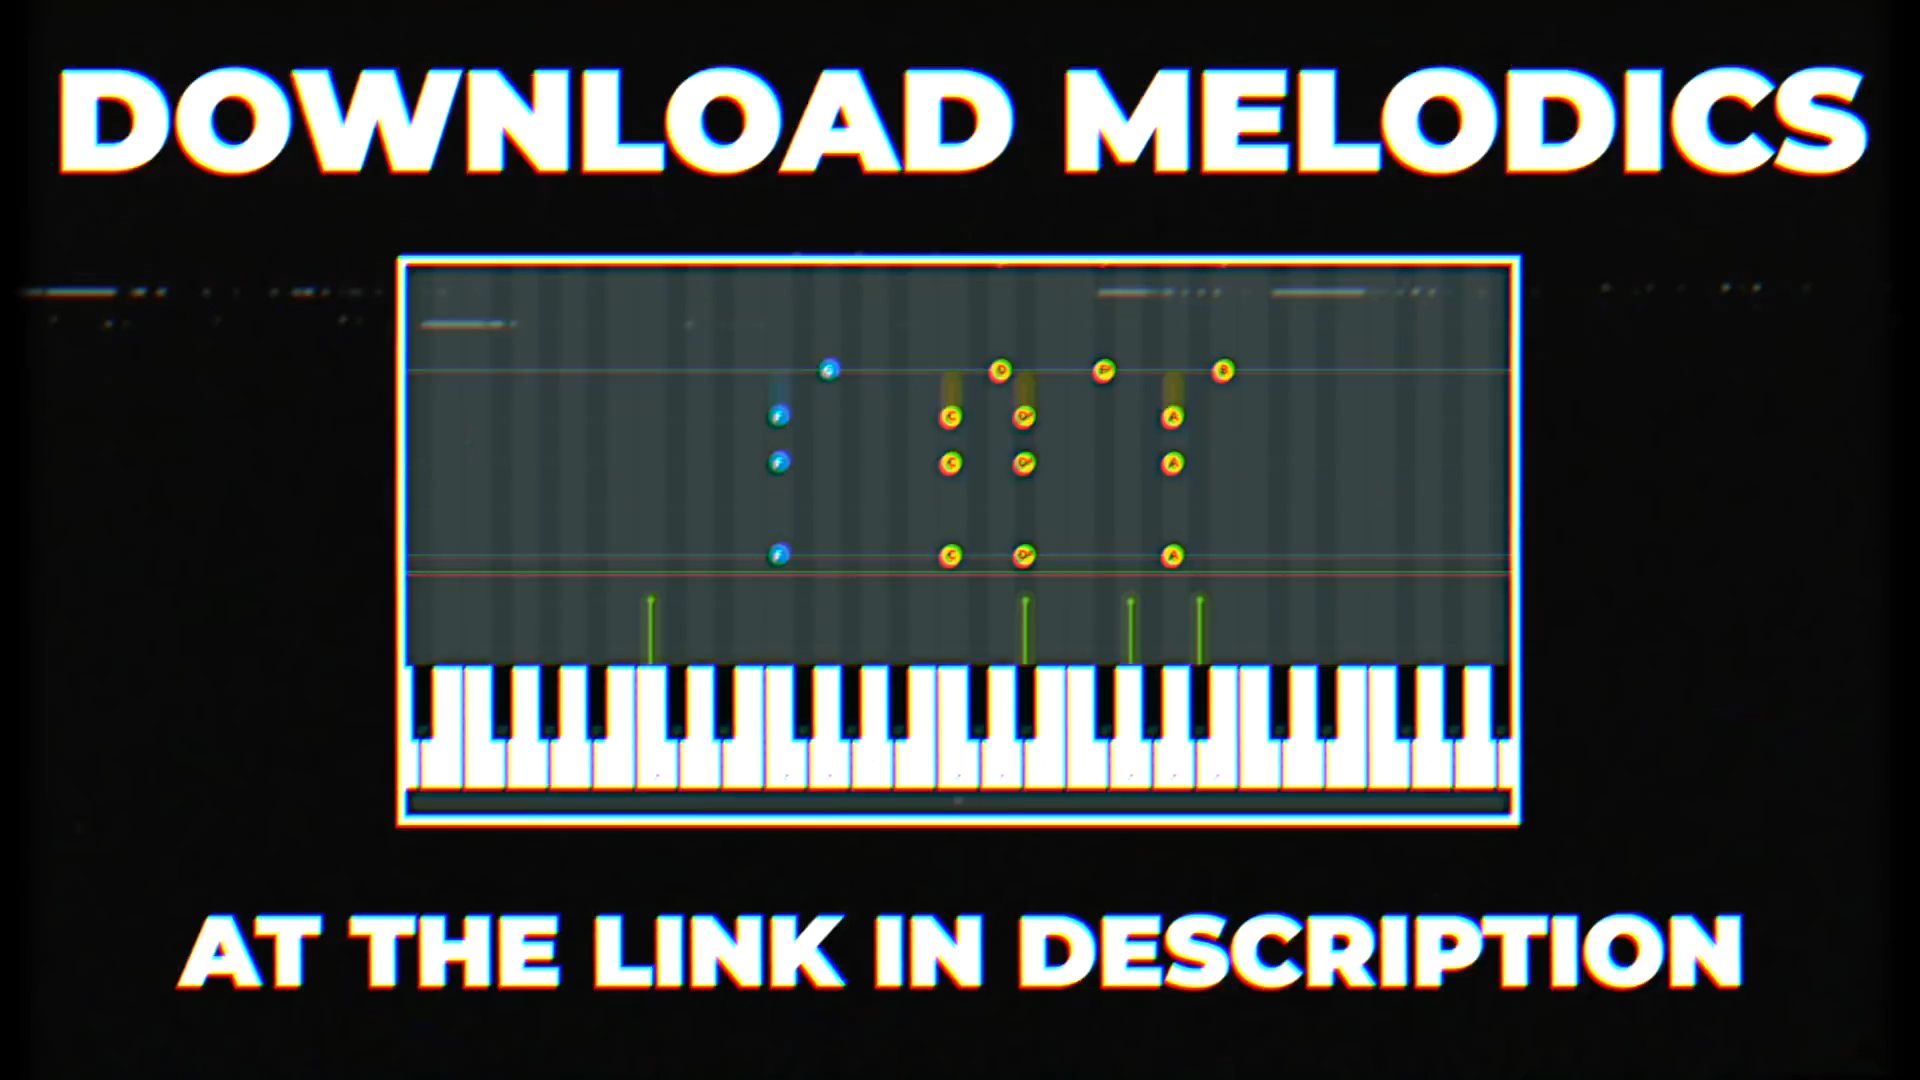 DOWNLOAD MELODICS
G D F B
F C D# A
F C D# A
F C D# A
AT THE LINK IN DESCRIPTION